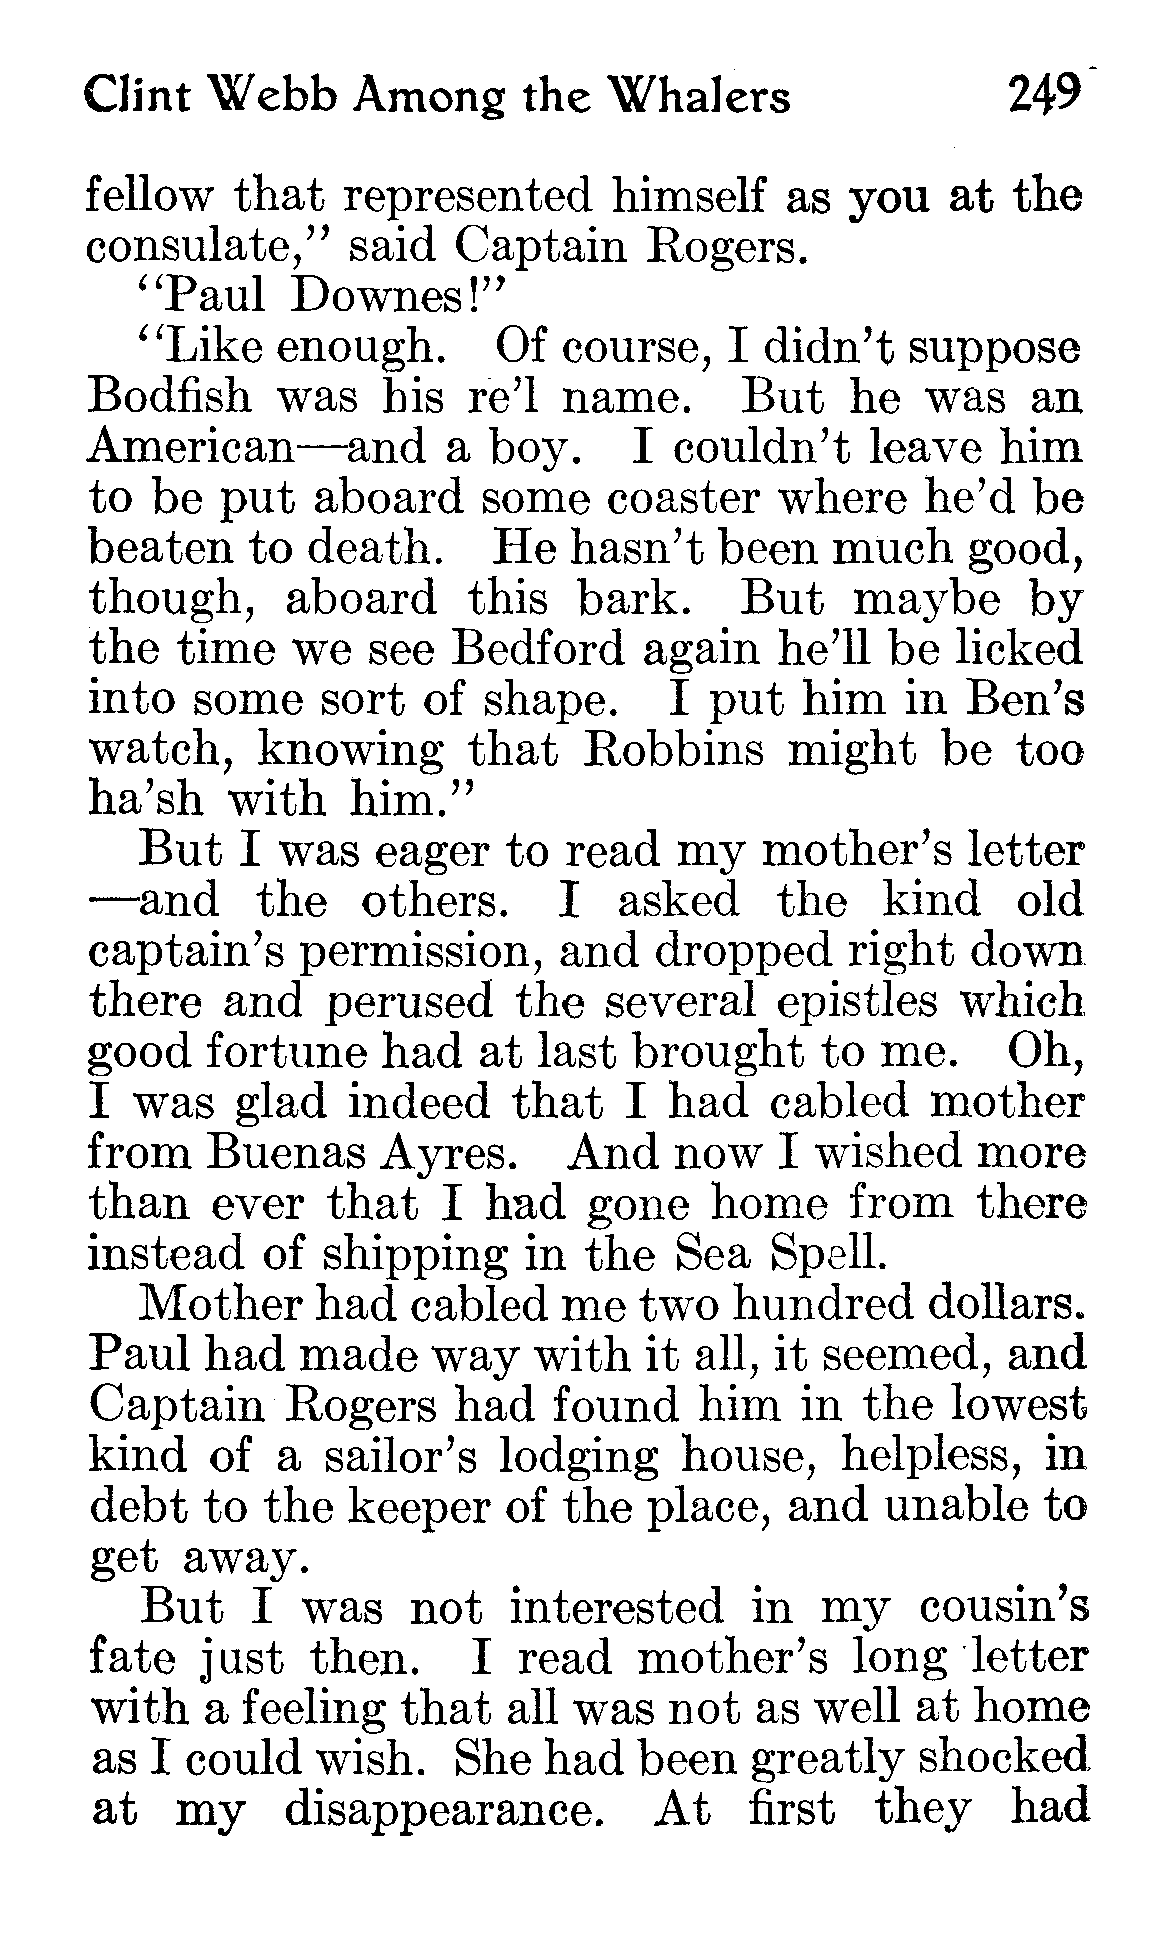 Clint Webb Among the Whalers 249
fellow that represented himself as you at the
consulate,” said Captain Rogers.
“Paul Downes!”
“Like enough. Of course, I didn’t suppose
Bodfish was his re’l name. But he was an
American—and a boy. I couldn’t leave him
to be put aboard some coaster where he’d be
beaten to death. He hasn’t been much good,
though, aboard this bark. But maybe by
the time we see Bedford again he’ll be licked
into some sort of shape. I put him in Ben’s
watch, knowing that Robbins might be too
ha’sh with him.”
But I was eager to read my mother’s letter
—and the others. I asked the kind old
captain’s permission, and dropped right down
there and perused the several epistles which
good fortune had at last brought to me. Oh,
I was glad indeed that I had cabled mother
from Buenas Ayres. And now I wished more
than ever that I had gone home from there
instead of shipping in the Sea Spell.
Mother had cabled me two hundred dollars.
Paul had made way with it all, it seemed, and
Captain Rogers had found him in the lowest
kind of a sailor’s lodging house, helpless, in
debt to the keeper of the place, and unable to
get away.
But I was not interested in my cousin’s
fate just then. I read mother’s long letter
with a feeling that all was not as well at home
as I could wish. She had been greatly shocked
at my disappearance. At first they had